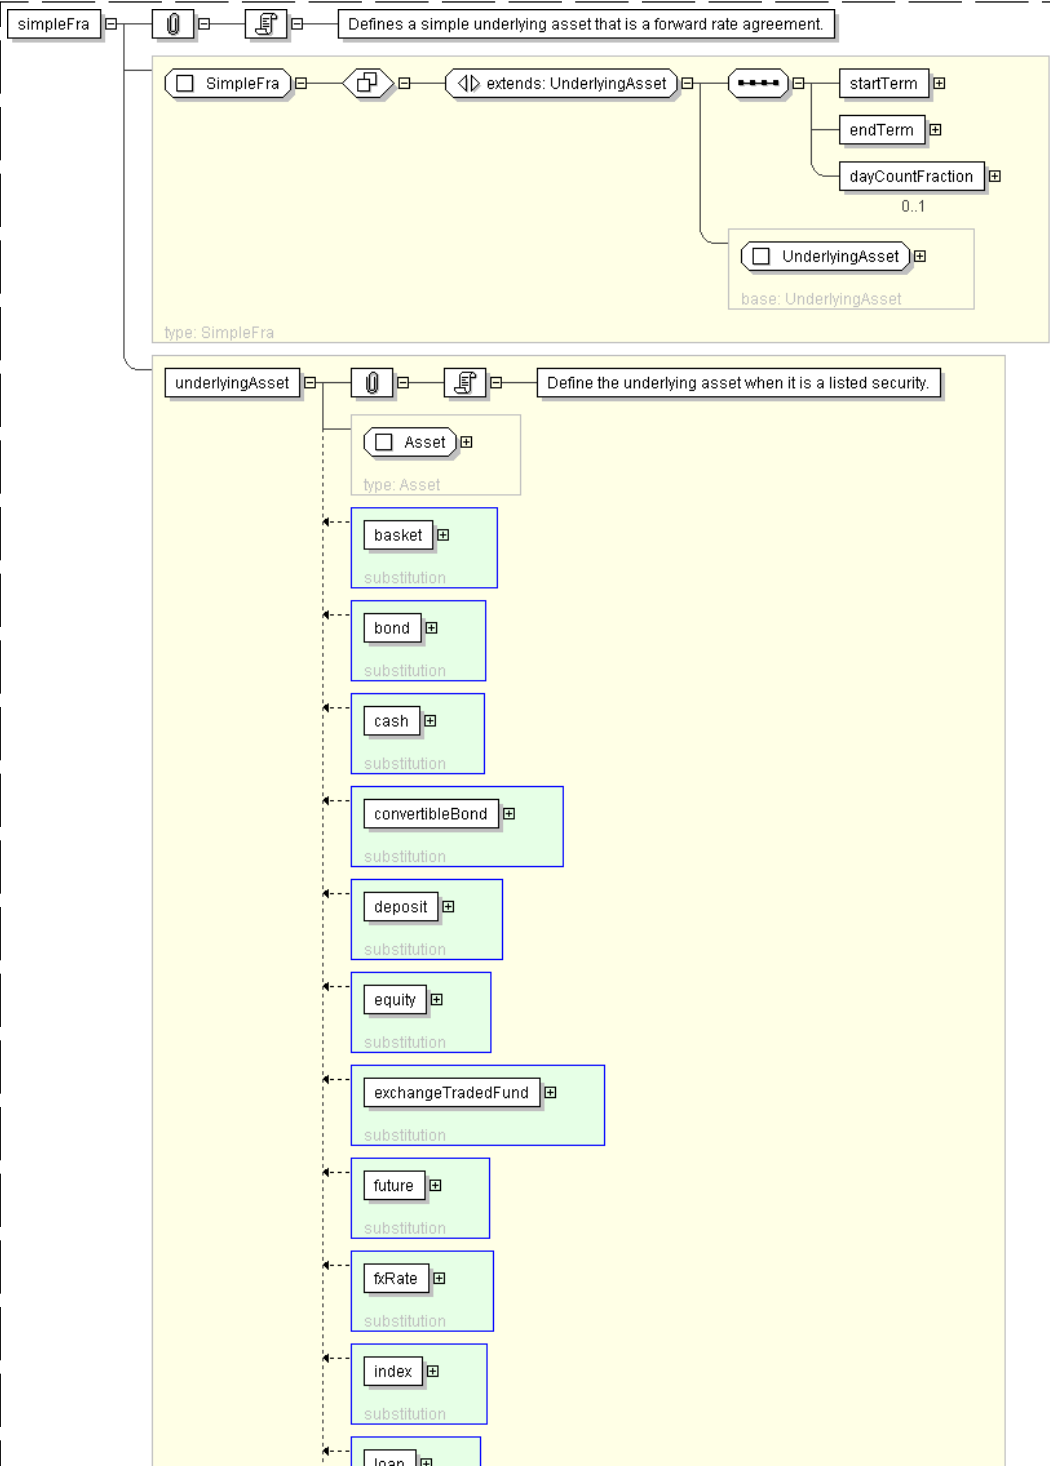 simpleFra
Defines a simple underlying asset that is a forward rate agreement.
SimpleFra
extends: UnderlyingAsset
startTerm
endTerm
dayCountFraction
0..1
UnderlyingAsset
base: UnderlyingAsset
type: SimpleFra
underlyingAsset
Define the underlying asset when it is a listed security.
Asset
type: Asset
basket
substitution
bond
substitution
cash
substitution
convertibleBond
substitution
deposit
substitution
equity
substitution
exchangeTradedFund
substitution
future
substitution
fxRate
substitution
index
substitution
loan